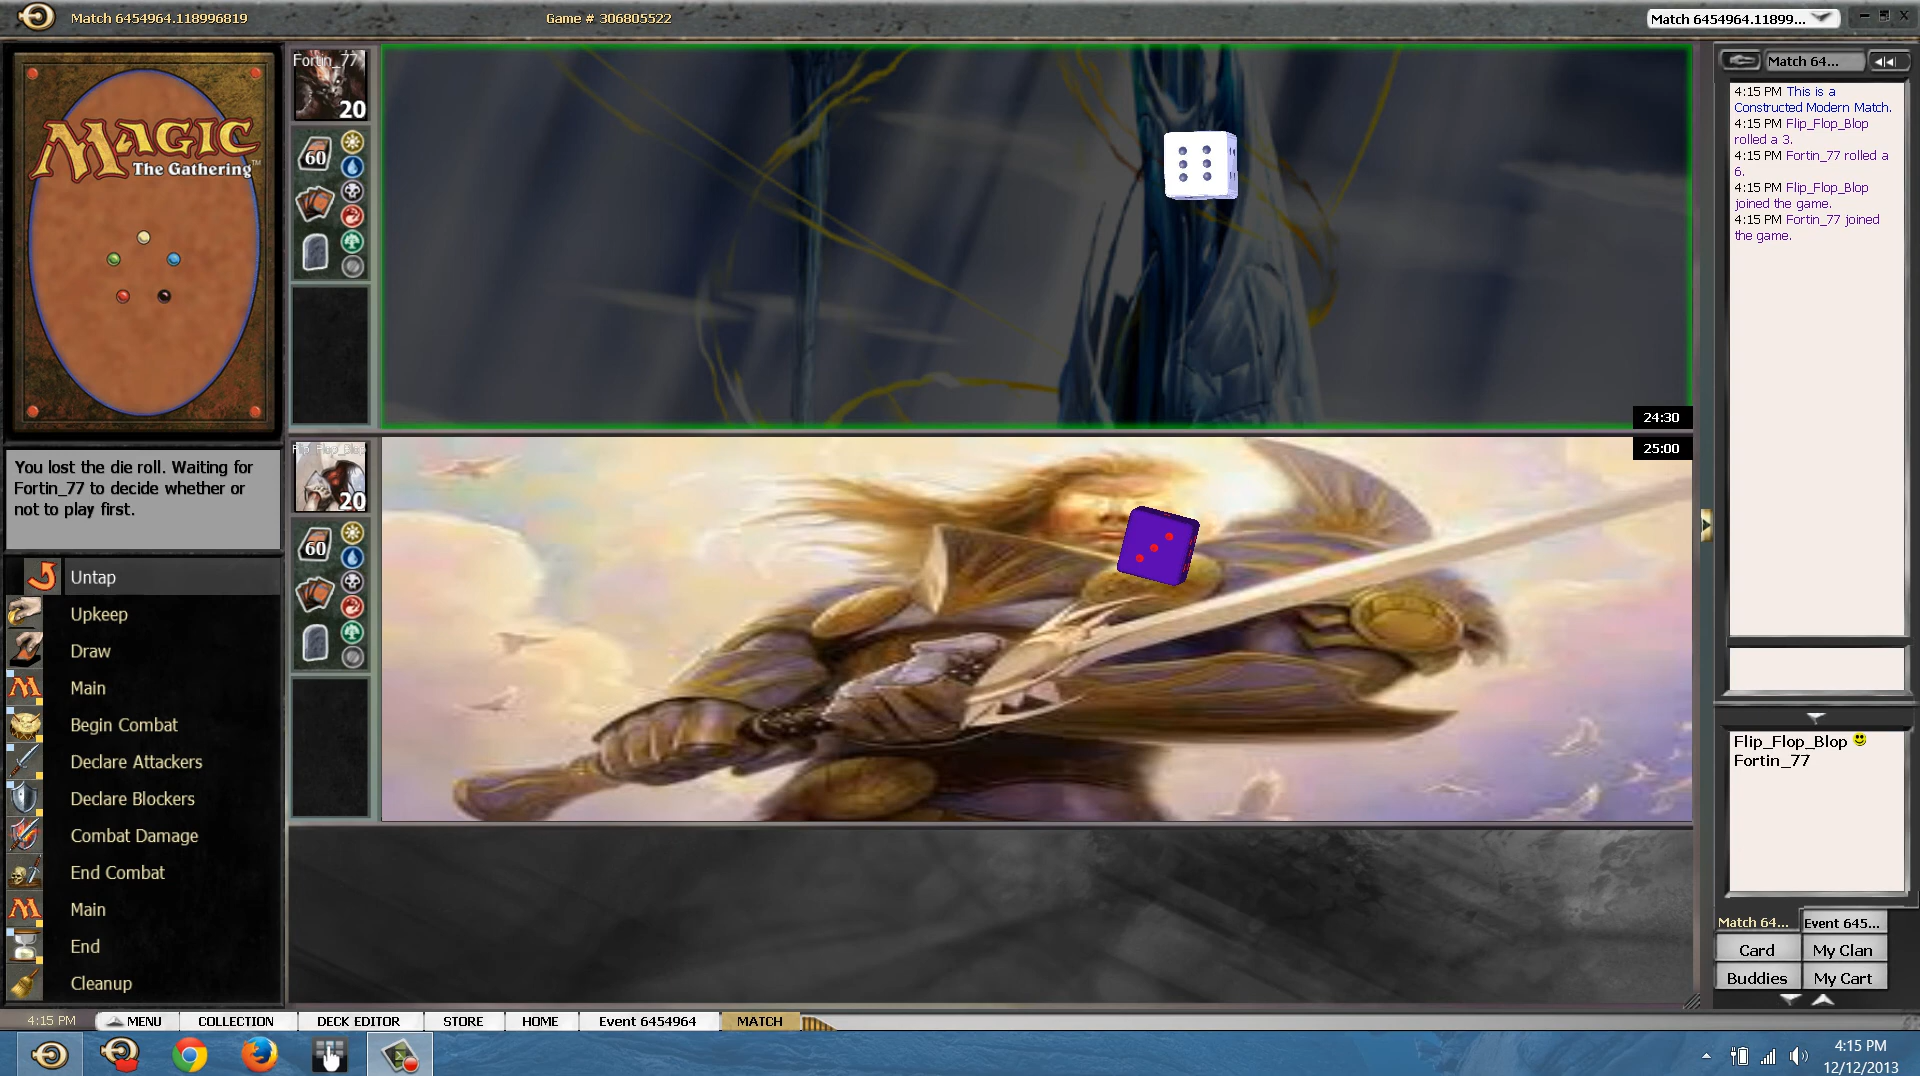 Match 6454964.118996819
Game # 306805522
Match 6454964.11899...
MAGIC
The Gathering
TM
You lost the die roll. Waiting for
Fortin_77 to decide whether or
not to play first.
Untap
Upkeep
Draw
Main
Begin Combat
Declare Attackers
Declare Blockers
Combat Damage
End Combat
Main
End
Cleanup
Fortin_77
20
60
24:30
Flip_Flop_Blop
20
60
25:00
Match 64...
4:15 PM This is a
Constructed Modern Match.
4:15 PM Flip_Flop_Blop
rolled a 3.
4:15 PM Fortin_77 rolled a
6.
4:15 PM Flip_Flop_Blop
joined the game.
4:15 PM Fortin_77 joined
the game.
Flip_Flop_Blop
Fortin_77
Match 64...
Event 645...
Card
My Clan
Buddies
My Cart
4:15 PM
MENU
COLLECTION
DECK EDITOR
STORE
HOME
Event 6454964
MATCH
4:15 PM
12/12/2013